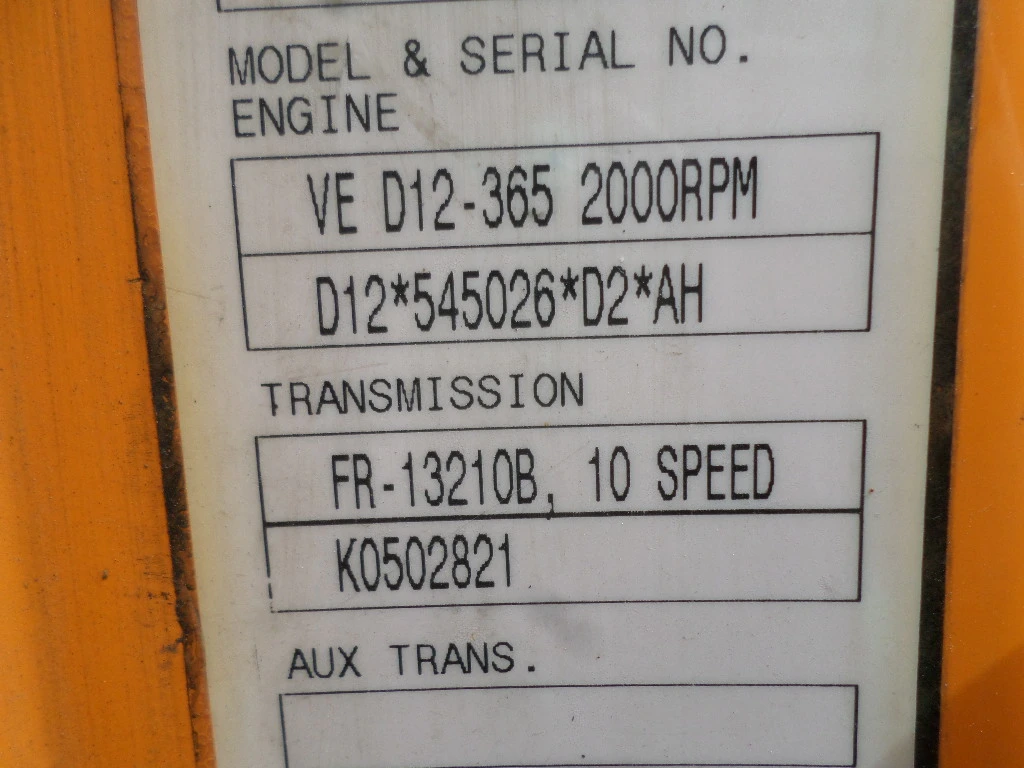 MODEL & SERIAL NO.
ENGINE
VE D12-365 2000RPM
D12*545026*D2*AH
TRANSMISSION
FR-13210B, 10 SPEED
K0502821
AUX TRANS.